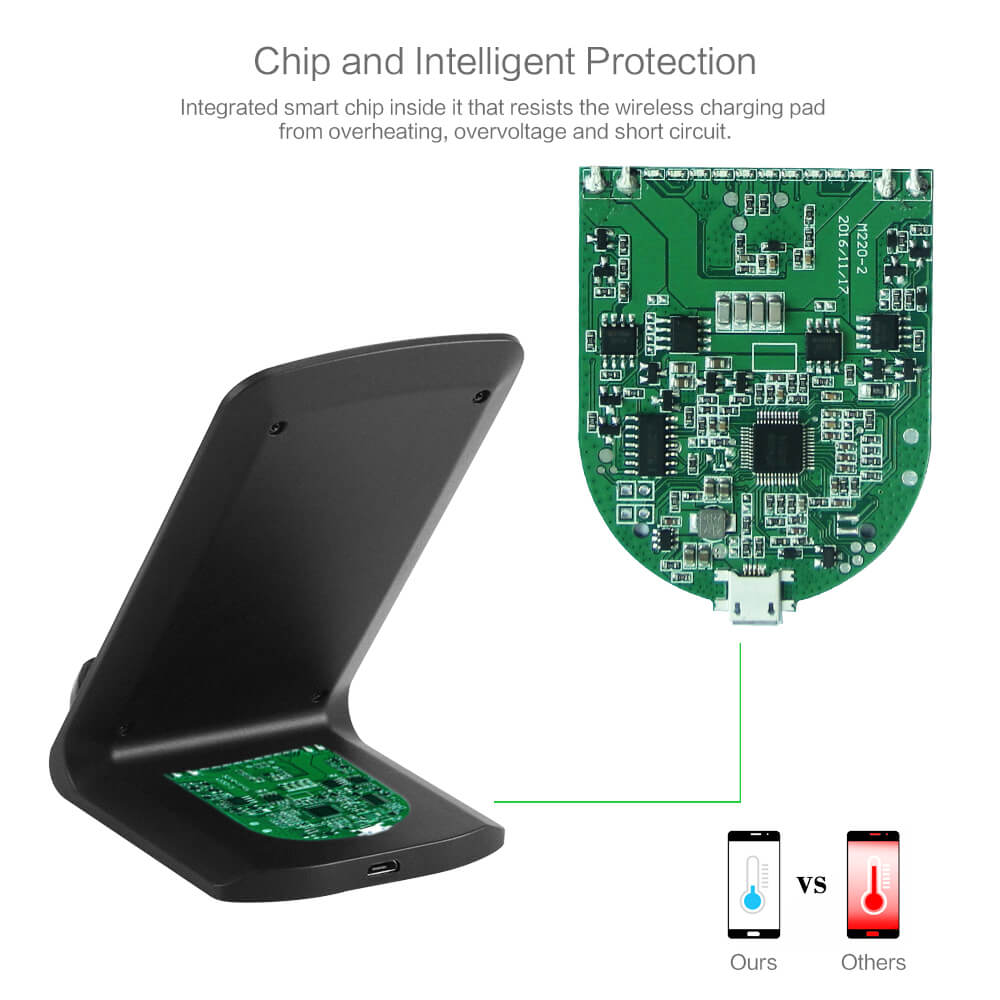 Chip and Intelligent Protection
Integrated smart chip inside it that resists the wireless charging pad
from overheating, overvoltage and short circuit.
M220-2
2016/11/17
vs
Ours
Others